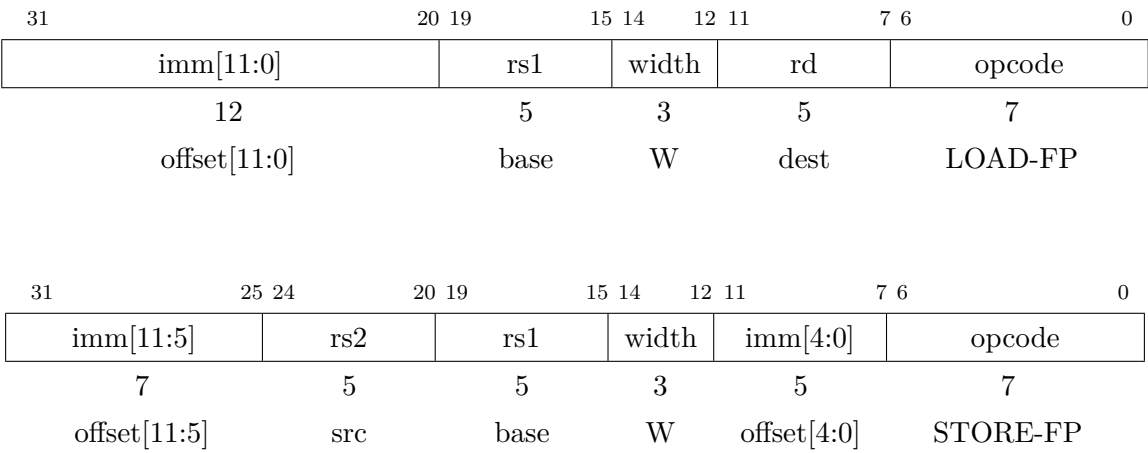 31 20 19 15 14 12 11 7 6 0
imm[11:0] rs1 width rd opcode
12 5 3 5 7
offset[11:0] base W dest LOAD-FP
31 25 24 20 19 15 14 12 11 7 6 0
imm[11:5] rs2 rs1 width imm[4:0] opcode
7 5 5 3 5 7
offset[11:5] src base W offset[4:0] STORE-FP